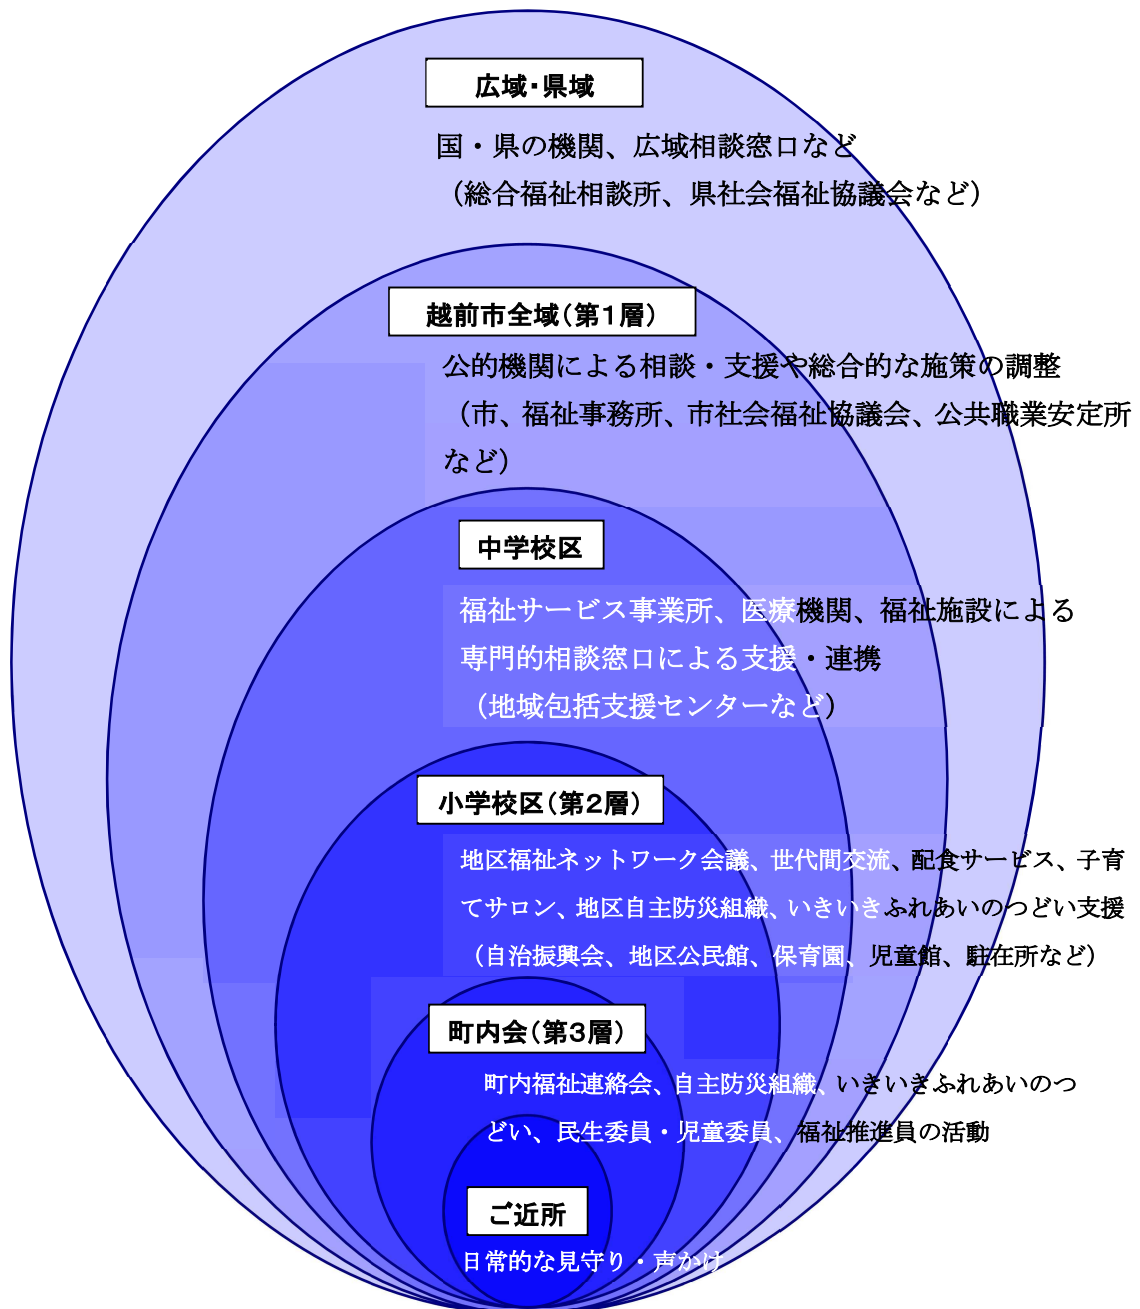 広域・県域
国・県の機関、広域相談窓口など
（総合福祉相談所、県社会福祉協議会など）
越前市全域（第１層）
公的機関による相談・支援や総合的な施策の調整
（市、福祉事務所、市社会福祉協議会、公共職業安定所
など）
中学校区
福祉サービス事業所、医療機関、福祉施設による
専門的相談窓口による支援・連携
（地域包括支援センターなど）
小学校区（第２層）
地区福祉ネットワーク会議、世代間交流、配食サービス、子育
てサロン、地区自主防災組織、いきいきふれあいのつどい支援
（自治振興会、地区公民館、保育園、児童館、駐在所など）
町内会（第３層）
町内福祉連絡会、自主防災組織、いきいきふれあいのつ
どい、民生委員・児童委員、福祉推進員の活動
ご近所
日常的な見守り・声かけ